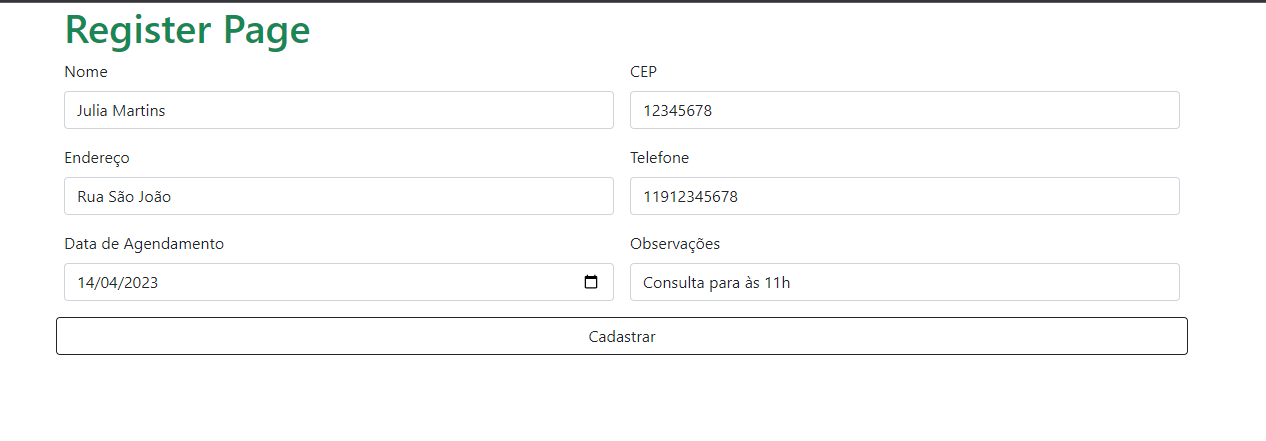 Register Page
Nome
CEP
Julia Martins
12345678
Endereço
Telefone
Rua São João
11912345678
Data de Agendamento
Observações
14/04/2023
Consulta para às 11h
Cadastrar